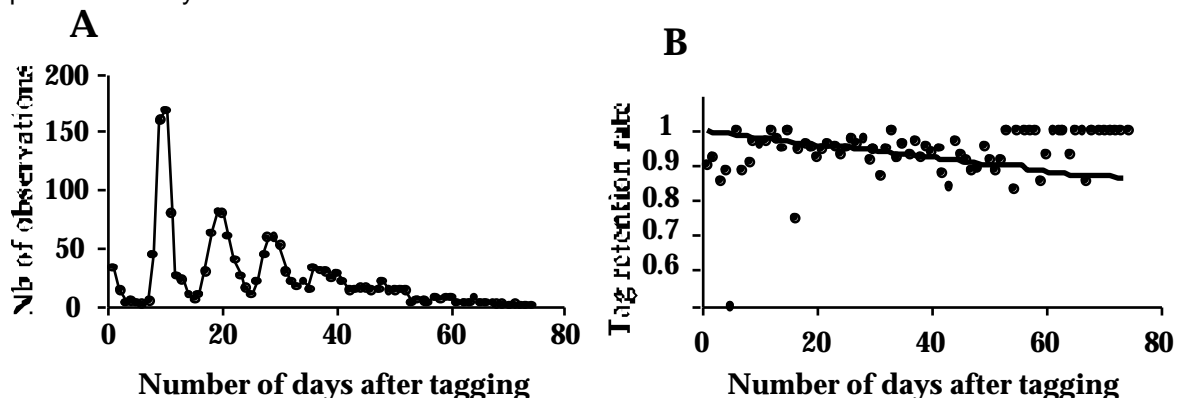 A
Nb of observations
200
150
100
50
0
0 20 40 60 80
Number of days after tagging
B
Tag retention rate
1
0.9
0.8
0.7
0.6
0 20 40 60 80
Number of days after tagging